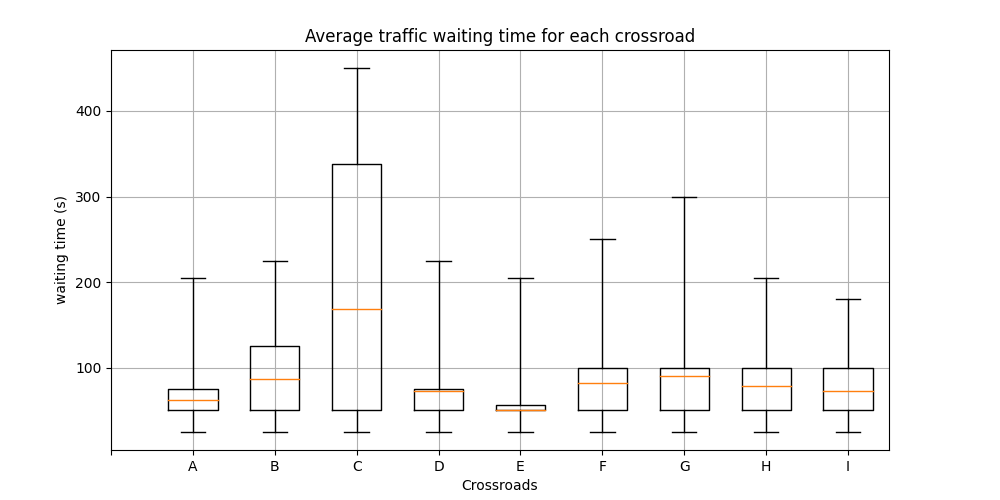 Average traffic waiting time for each crossroad
waiting time (s)
400
300
200
100
A B C D E F G H I
Crossroads